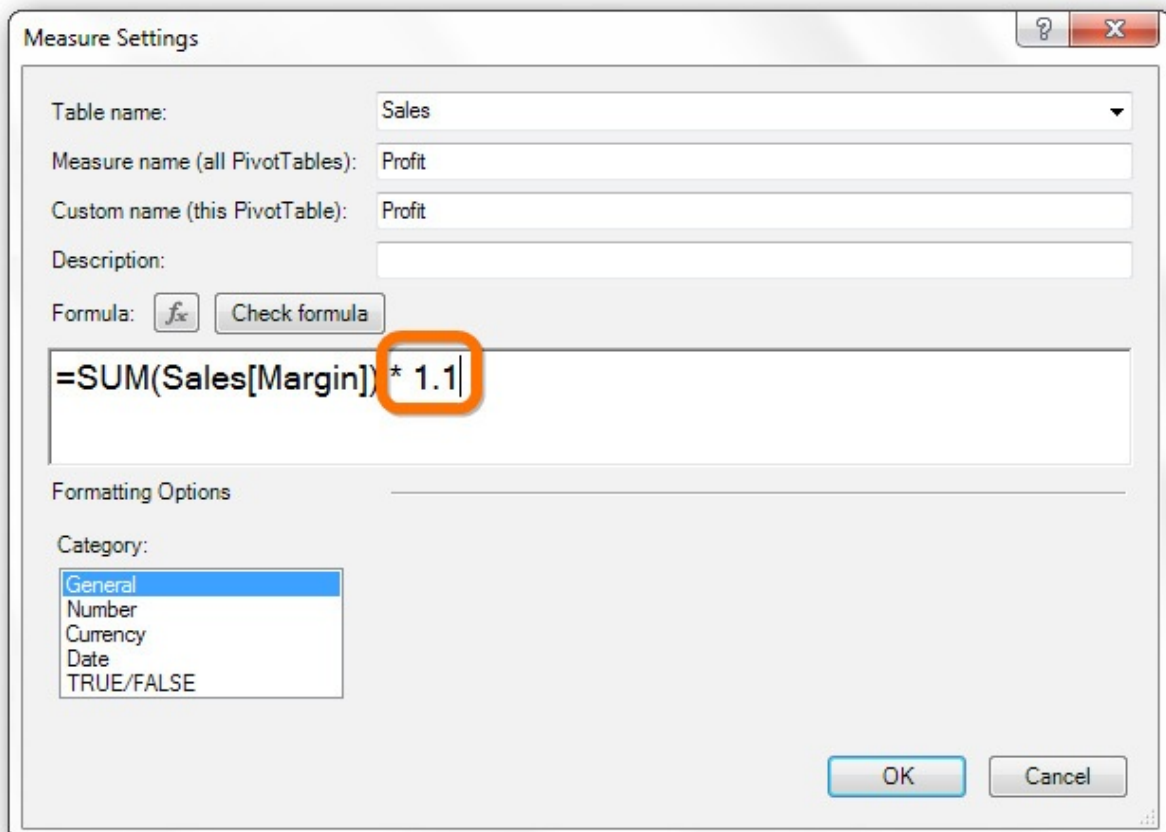 Measure Settings
?
X
Table name: Sales
Measure name (all PivotTables): Profit
Custom name (this PivotTable): Profit
Description:
Formula: fx Check formula
=SUM(Sales[Margin]) * 1.1
Formatting Options
Category:
General
Number
Currency
Date
TRUE/FALSE
OK Cancel